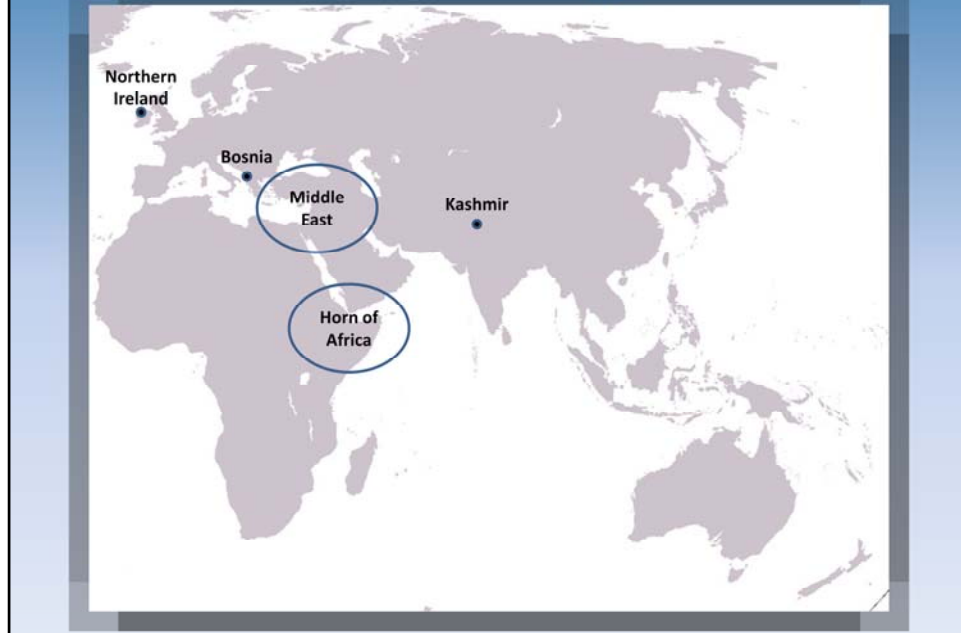 Northern
Ireland
Bosnia
Middle
East
Kashmir
Horn of
Africa